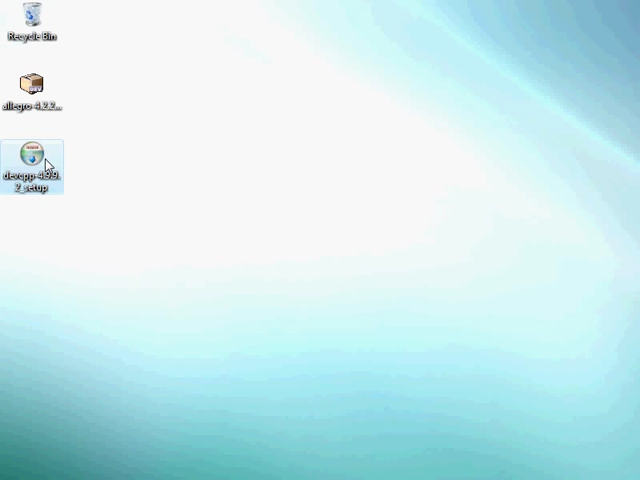 Recycle Bin
allegro-4.2.2...
devcpp-4.9.9.
2_setup